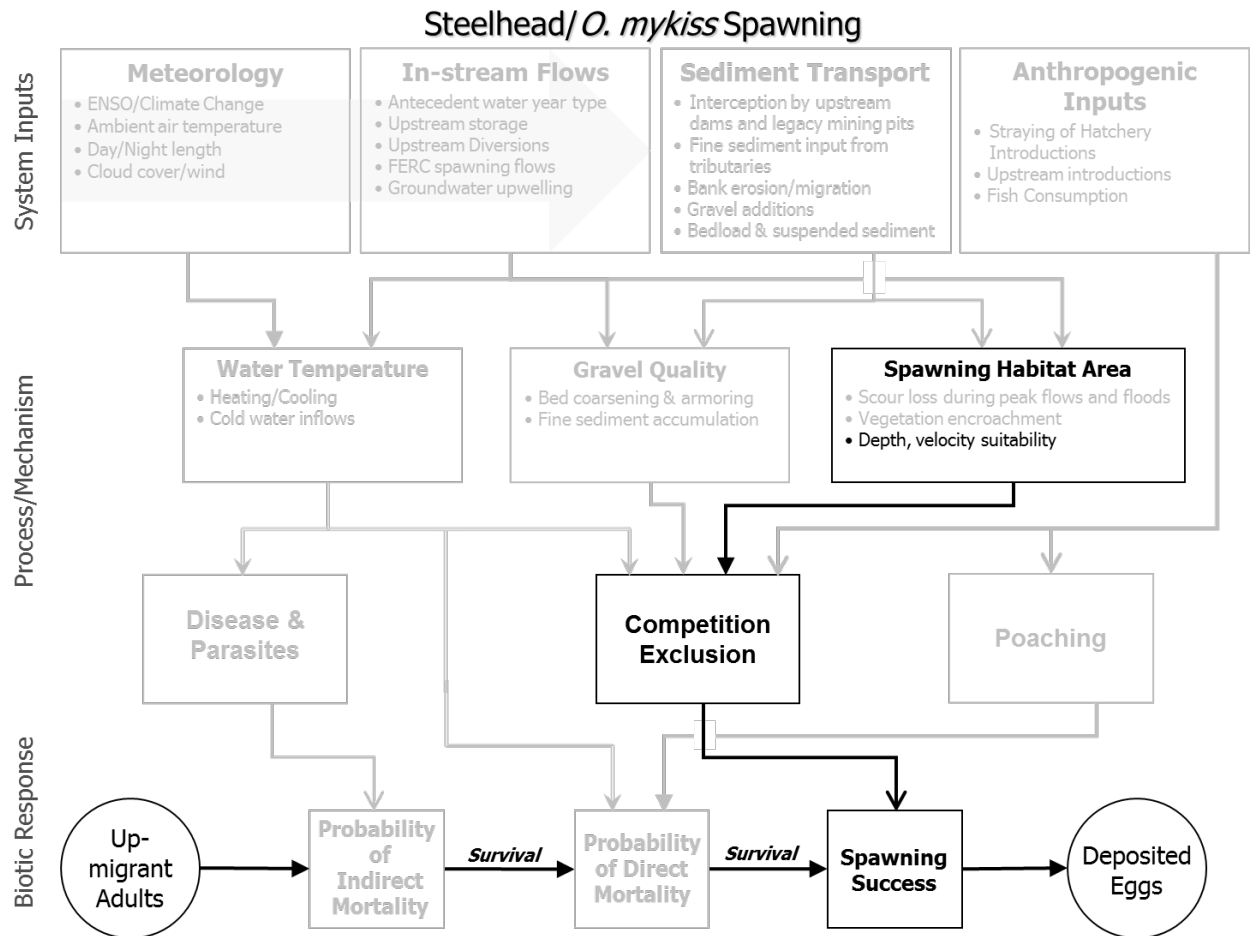 Steelhead/O. mykiss Spawning
System Inputs
Meteorology
• ENSO/Climate Change
• Ambient air temperature
• Day/Night length
• Cloud cover/wind
In-stream Flows
• Antecedent water year type
• Upstream storage
• Upstream Diversions
• FERC spawning flows
• Groundwater upwelling
Sediment Transport
• Interception by upstream
dams and legacy mining pits
• Fine sediment input from
tributaries
• Bank erosion/migration
• Gravel additions
• Bedload & suspended sediment
Anthropogenic
Inputs
• Straying of Hatchery
Introductions
• Upstream introductions
• Fish Consumption
Process/Mechanism
Water Temperature
• Heating/Cooling
• Cold water inflows
Gravel Quality
• Bed coarsening & armoring
• Fine sediment accumulation
Spawning Habitat Area
• Scour loss during peak flows and floods
• Vegetation encroachment
• Depth, velocity suitability
Disease &
Parasites
Competition
Exclusion
Poaching
Biotic Response
Up-
migrant
Adults
Probability
of
Indirect
Mortality
Survival
Probability
of Direct
Mortality
Survival
Spawning
Success
Deposited
Eggs